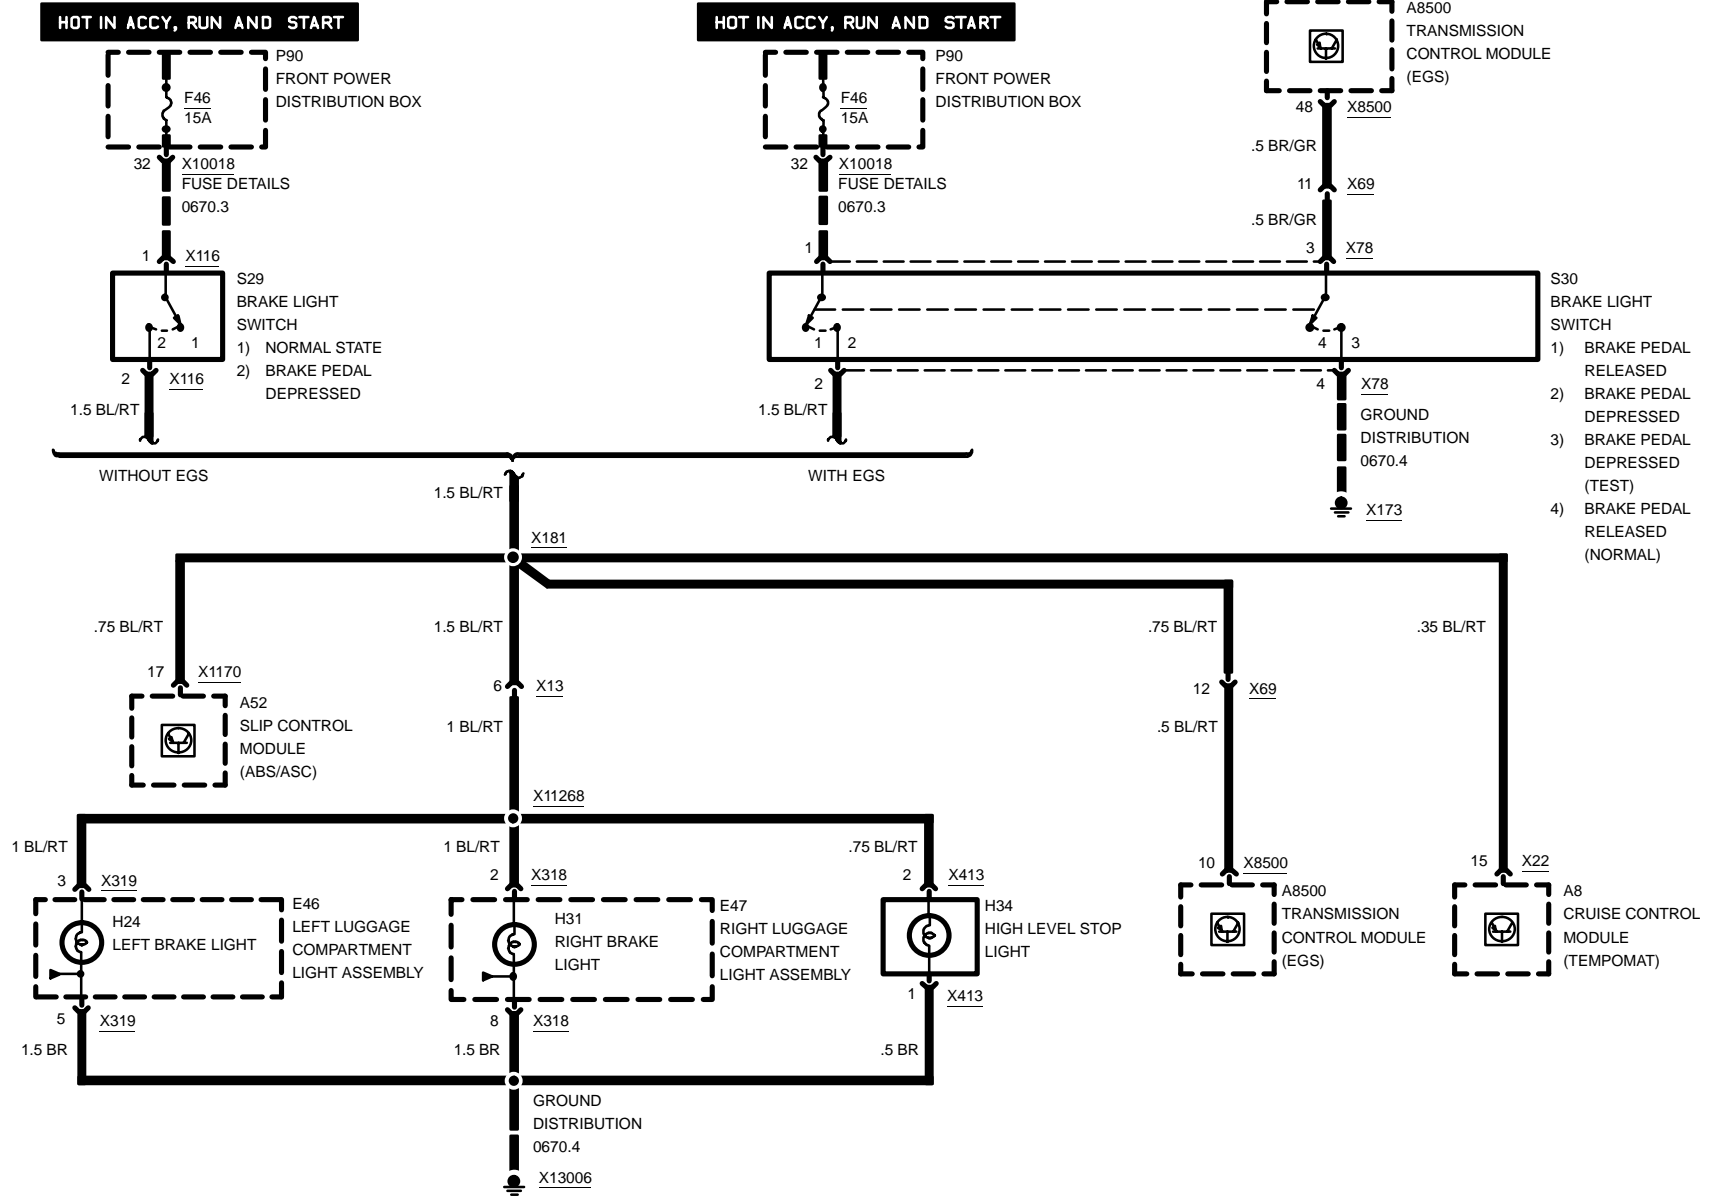 HOT IN ACCY, RUN AND START
P90
FRONT POWER
DISTRIBUTION BOX
F46
15A
32
X10018
FUSE DETAILS
0670.3
1
X116
S29
BRAKE LIGHT
SWITCH
1) NORMAL STATE
2) BRAKE PEDAL
DEPRESSED
2
1
2
X116
1.5 BL/RT
WITHOUT EGS
HOT IN ACCY, RUN AND START
P90
FRONT POWER
DISTRIBUTION BOX
F46
15A
32
X10018
FUSE DETAILS
0670.3
1
A8500
TRANSMISSION
CONTROL MODULE
(EGS)
48
X8500
.5 BR/GR
11
X69
.5 BR/GR
3
X78
S30
BRAKE LIGHT
SWITCH
1) BRAKE PEDAL
RELEASED
2) BRAKE PEDAL
DEPRESSED
3) BRAKE PEDAL
DEPRESSED
(TEST)
4) BRAKE PEDAL
RELEASED
(NORMAL)
1
2
4
3
2
1.5 BL/RT
4
X78
GROUND
DISTRIBUTION
0670.4
X173
WITH EGS
1.5 BL/RT
X181
.75 BL/RT
1.5 BL/RT
.75 BL/RT
.35 BL/RT
17
X1170
A52
SLIP CONTROL
MODULE
(ABS/ASC)
6
X13
1 BL/RT
12
X69
.5 BL/RT
X11268
1 BL/RT
1 BL/RT
.75 BL/RT
3
X319
2
X318
2
X413
10
X8500
15
X22
H24
LEFT BRAKE LIGHT
E46
LEFT LUGGAGE
COMPARTMENT
LIGHT ASSEMBLY
H31
RIGHT BRAKE
LIGHT
E47
RIGHT LUGGAGE
COMPARTMENT
LIGHT ASSEMBLY
H34
HIGH LEVEL STOP
LIGHT
A8500
TRANSMISSION
CONTROL MODULE
(EGS)
A8
CRUISE CONTROL
MODULE
(TEMPOMAT)
5
X319
8
X318
1
X413
1.5 BR
1.5 BR
.5 BR
GROUND
DISTRIBUTION
0670.4
X13006